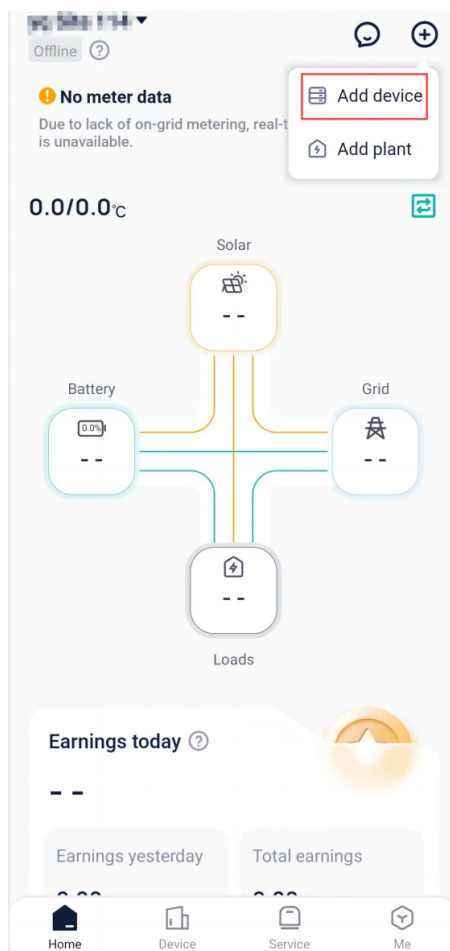 Offline
No meter data
Add device
Due to lack of on-grid metering, real-t
is unavailable.
Add plant
0.0/0.0℃
Solar
--
Battery
Grid
0.0%
--
--
--
Loads
Earnings today
--
Earnings yesterday
Total earnings
Home
Device
Service
Me